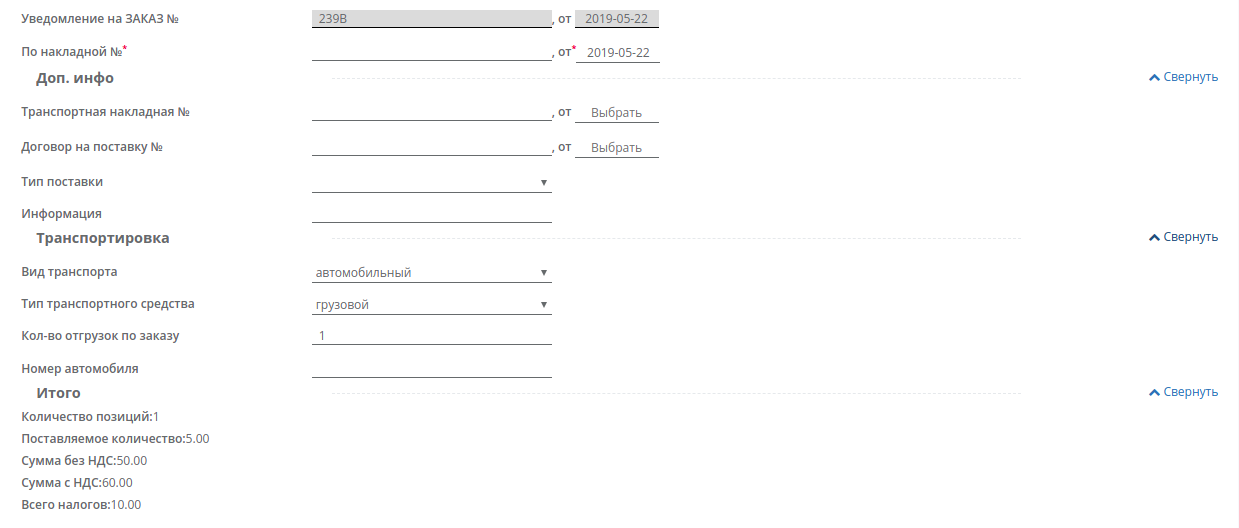 Уведомление на ЗАКАЗ № 239В , от 2019-05-22
По накладной №* , от* 2019-05-22
Доп. инфо Свернуть
Транспортная накладная № , от Выбрать
Договор на поставку № , от Выбрать
Тип поставки
Информация
Транспортировка Свернуть
Вид транспорта автомобильный
Тип транспортного средства грузовой
Кол-во отгрузок по заказу 1
Номер автомобиля
Итого Свернуть
Количество позиций:1
Поставляемое количество:5.00
Сумма без НДС:50.00
Сумма с НДС:60.00
Всего налогов:10.00